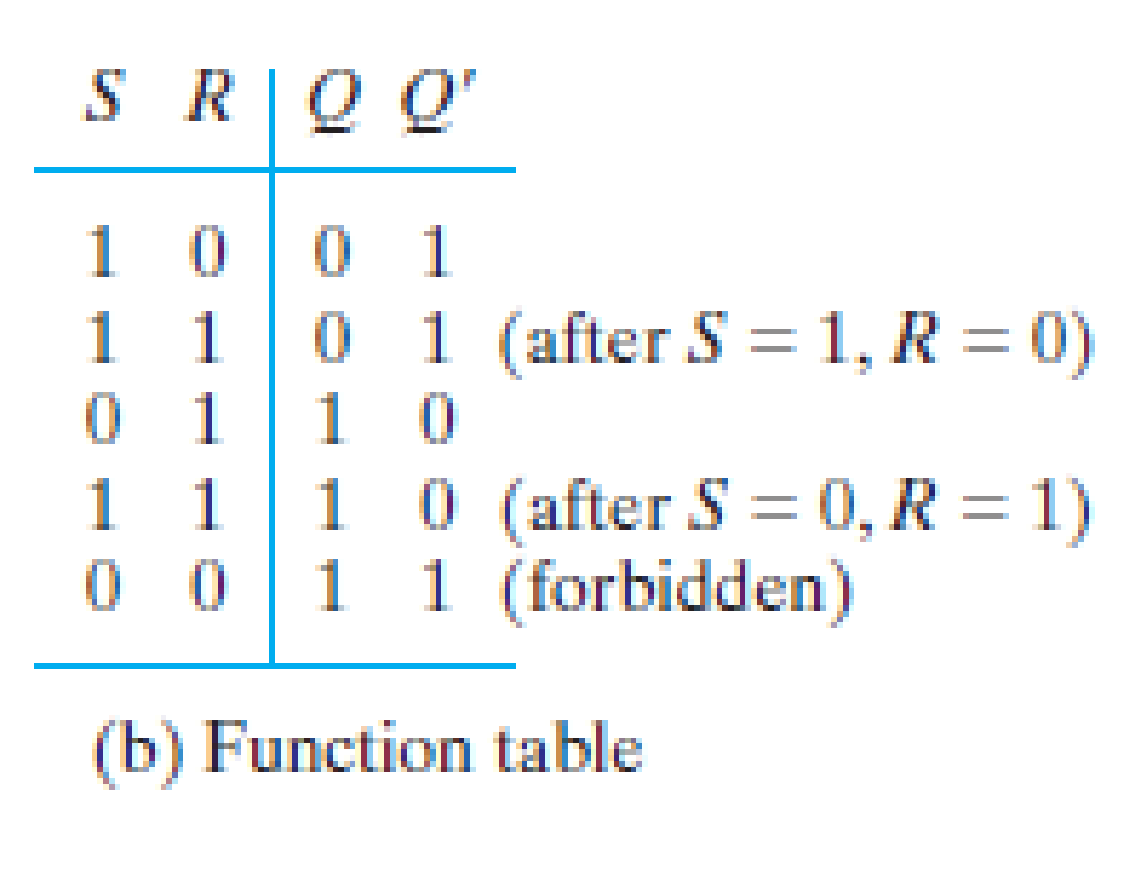 S R Q Q'
1 0 0 1
1 1 0 1 (after S = 1, R = 0)
0 1 1 0
1 1 1 0 (after S = 0, R = 1)
0 0 1 1 (forbidden)
(b) Function table